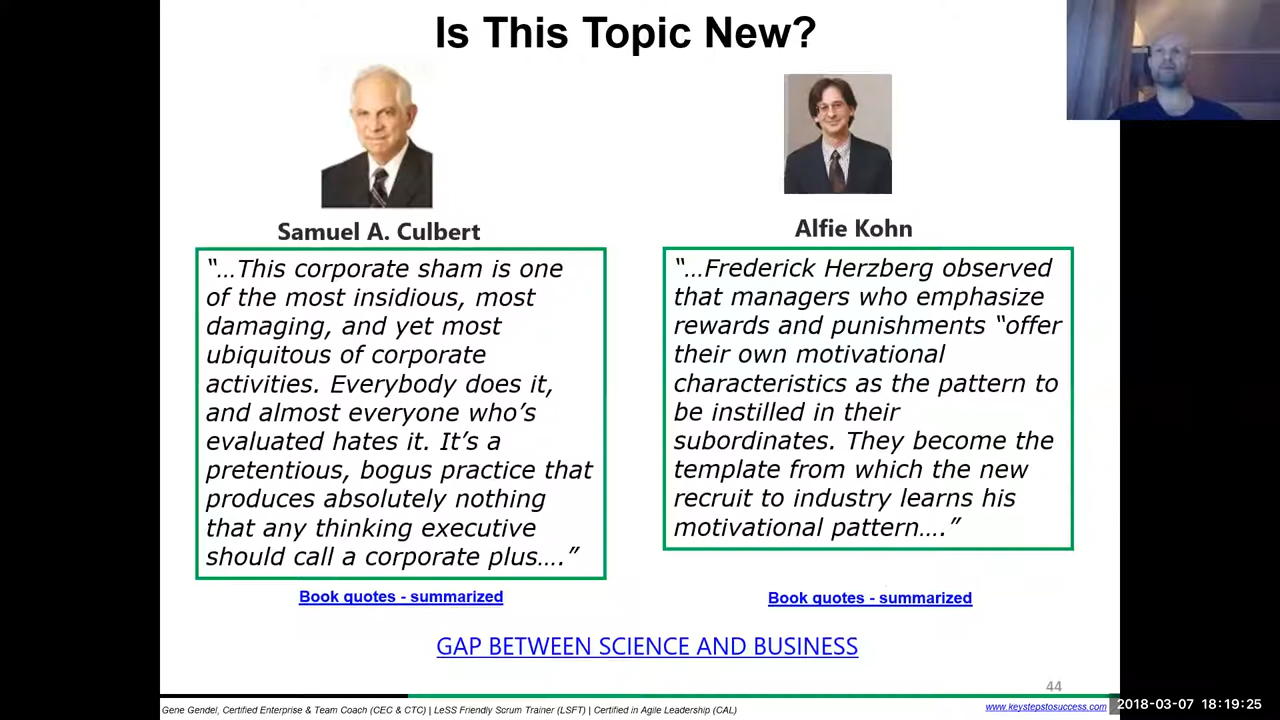 Is This Topic New?
Samuel A. Culbert
“…This corporate sham is one
of the most insidious, most
damaging, and yet most
ubiquitous of corporate
activities. Everybody does it,
and almost everyone who’s
evaluated hates it. It’s a
pretentious, bogus practice that
produces absolutely nothing
that any thinking executive
should call a corporate plus….”
Book quotes - summarized
Alfie Kohn
“…Frederick Herzberg observed
that managers who emphasize
rewards and punishments “offer
their own motivational
characteristics as the pattern to
be instilled in their
subordinates. They become the
template from which the new
recruit to industry learns his
motivational pattern….”
Book quotes - summarized
GAP BETWEEN SCIENCE AND BUSINESS
44
Gene Gendel, Certified Enterprise & Team Coach (CEC & CTC) | LeSS Friendly Scrum Trainer (LSFT) | Certified in Agile Leadership (CAL)
www.keystepstosuccess.com
2018-03-07 18:19:25